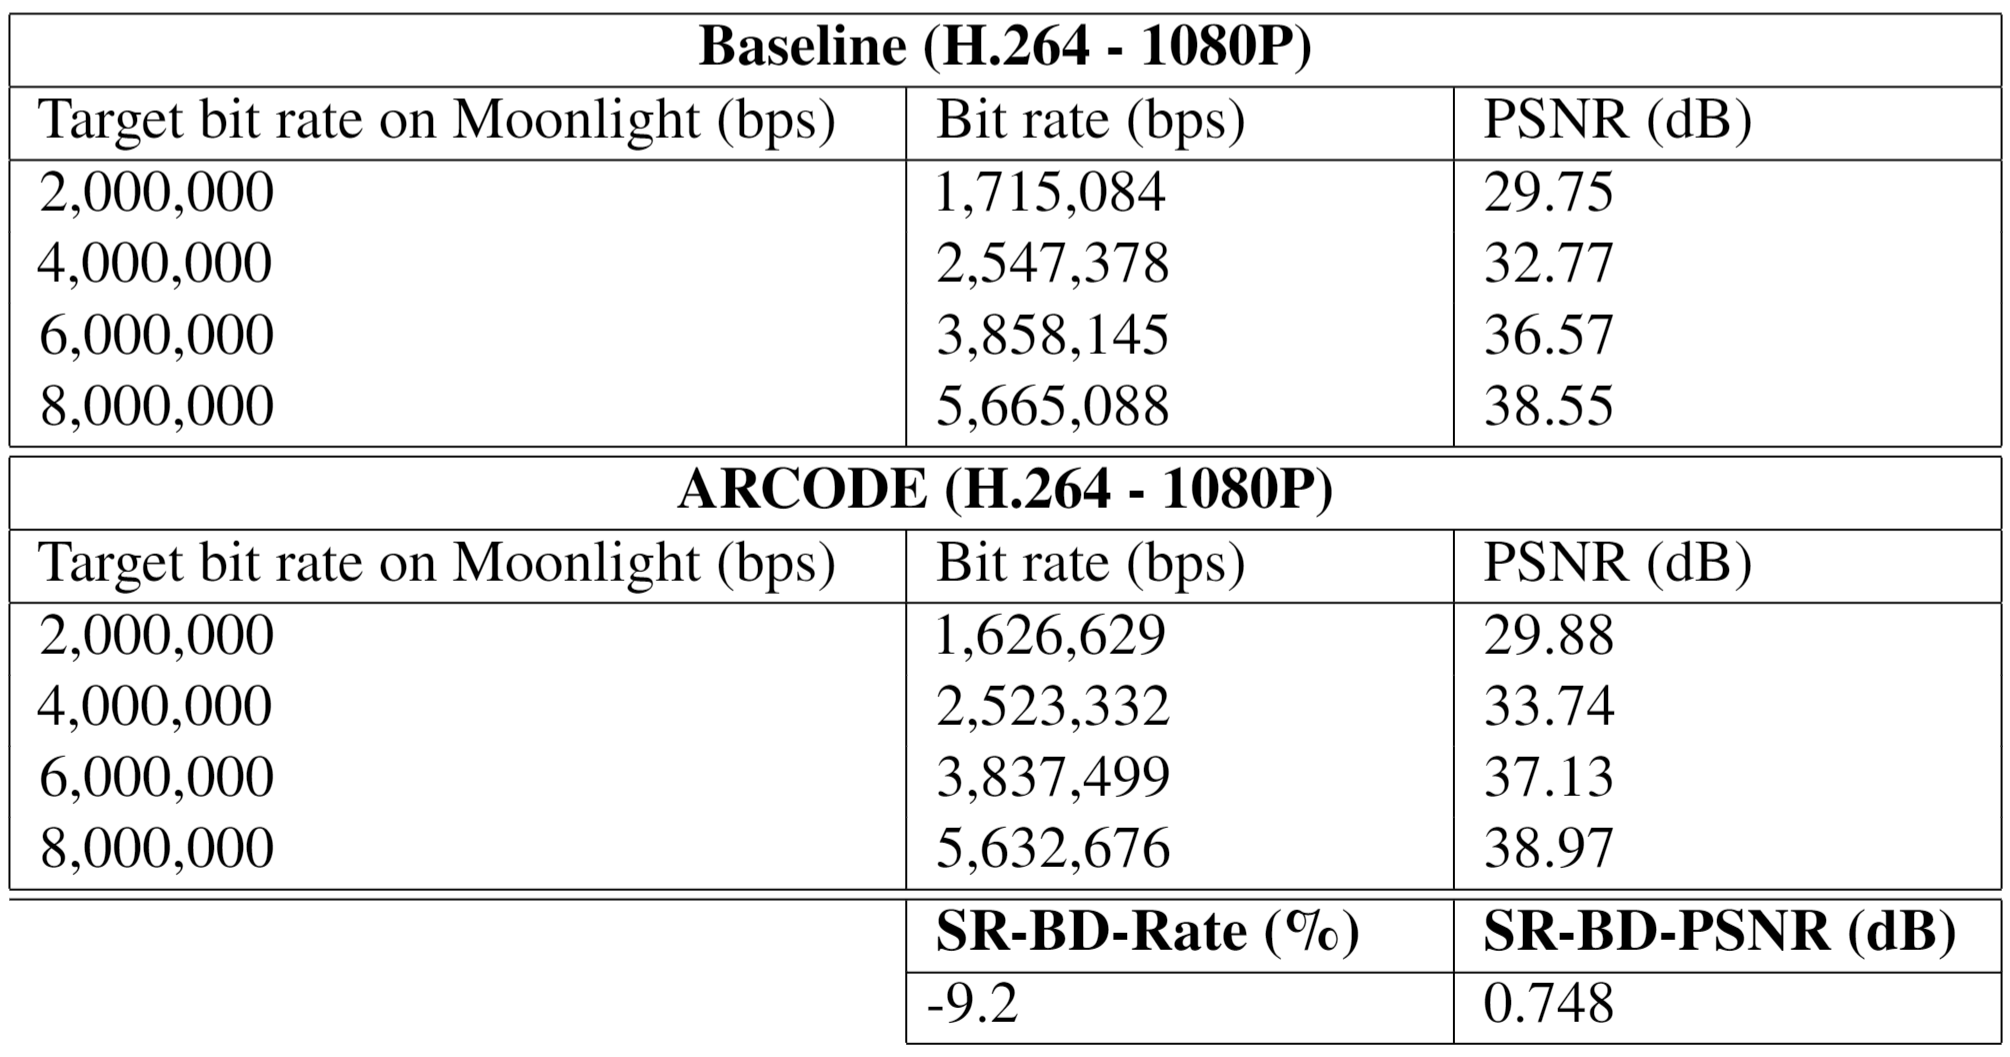 Baseline (H.264 - 1080P)
Target bit rate on Moonlight (bps) Bit rate (bps) PSNR (dB)
2,000,000 1,715,084 29.75
4,000,000 2,547,378 32.77
6,000,000 3,858,145 36.57
8,000,000 5,665,088 38.55
ARCODE (H.264 - 1080P)
Target bit rate on Moonlight (bps) Bit rate (bps) PSNR (dB)
2,000,000 1,626,629 29.88
4,000,000 2,523,332 33.74
6,000,000 3,837,499 37.13
8,000,000 5,632,676 38.97
SR-BD-Rate (%) SR-BD-PSNR (dB)
-9.2 0.748